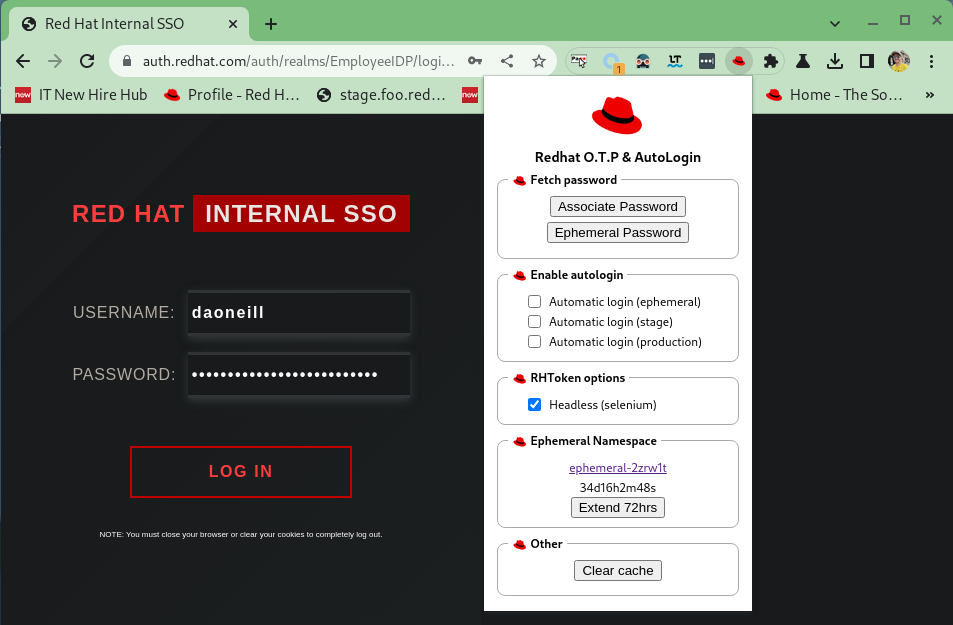 Red Hat Internal SSO
auth.redhat.com/auth/realms/EmployeeIDP/logi...
1
now IT New Hire Hub
Profile - Red H...
stage.foo.red...
now
Home - The So...
»
RED HAT INTERNAL SSO
USERNAME: daoneill
PASSWORD: ••••••••••••••••••••••••••
LOG IN
NOTE: You must close your browser or clear your cookies to completely log out.
Redhat O.T.P & AutoLogin
Fetch password
Associate Password
Ephemeral Password
Enable autologin
Automatic login (ephemeral)
Automatic login (stage)
Automatic login (production)
RHToken options
Headless (selenium)
Ephemeral Namespace
ephemeral-2zrw1t
34d16h2m48s
Extend 72hrs
Other
Clear cache